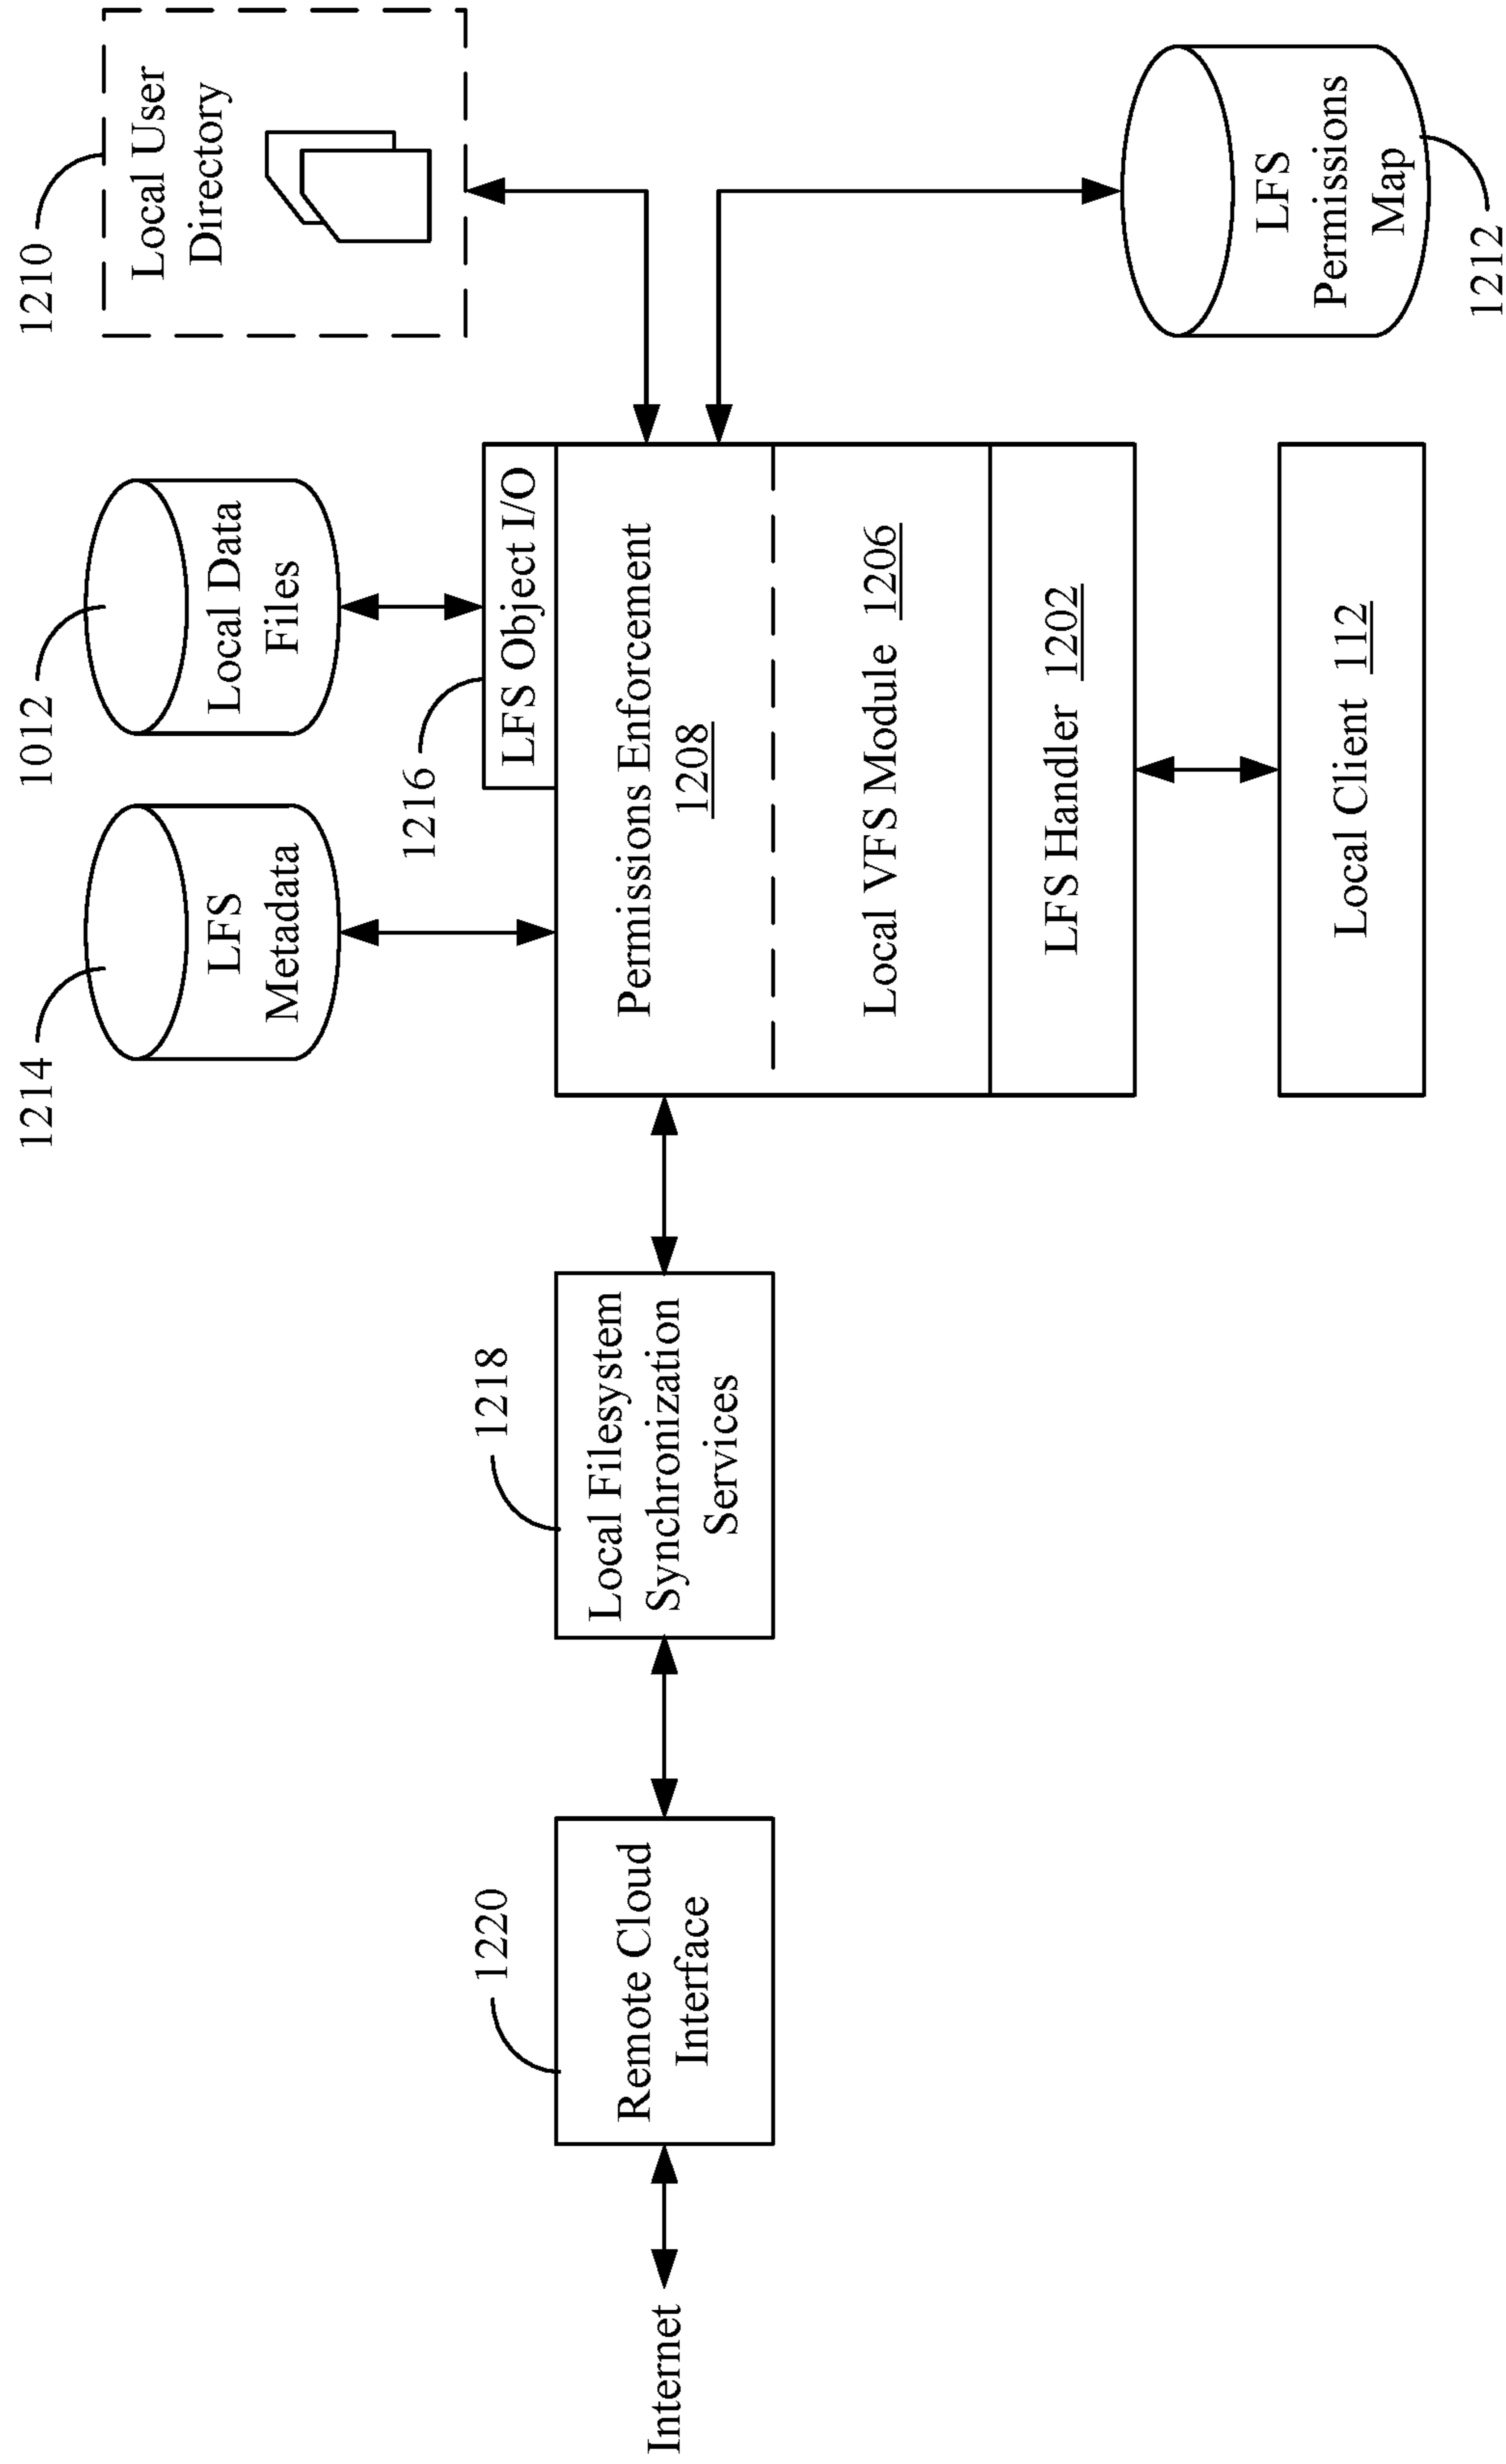 1210
Local User
Directory
1012
Local Data
Files
1214
LFS
Metadata
1216
LFS Object I/O
Permissions Enforcement
1208
Local VFS Module 1206
LFS Handler 1202
Local Client 112
LFS
Permissions
Map
1212
1218
Local Filesystem
Synchronization
Services
1220
Remote Cloud
Interface
Internet